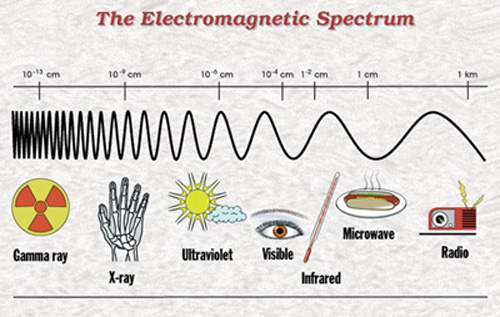 The Electromagnetic Spectrum
10⁻¹³ cm 10⁻⁹ cm 10⁻⁶ cm 10⁻⁴ cm 1⁻² cm 1 cm 1 km
Gamma ray
X-ray
Ultraviolet
Visible
Infrared
Microwave
Radio